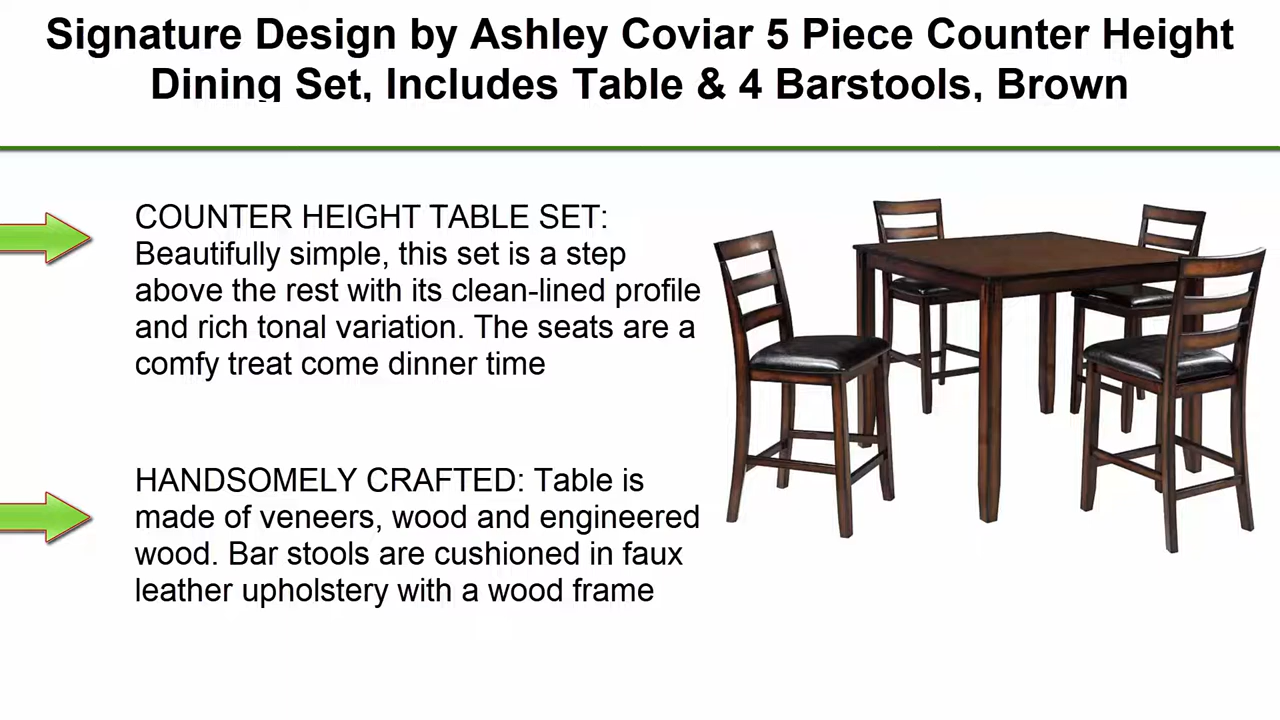 Signature Design by Ashley Coviar 5 Piece Counter Height
Dining Set, Includes Table & 4 Barstools, Brown
COUNTER HEIGHT TABLE SET:
Beautifully simple, this set is a step
above the rest with its clean-lined profile
and rich tonal variation. The seats are a
comfy treat come dinner time
HANDSOMELY CRAFTED: Table is
made of veneers, wood and engineered
wood. Bar stools are cushioned in faux
leather upholstery with a wood frame